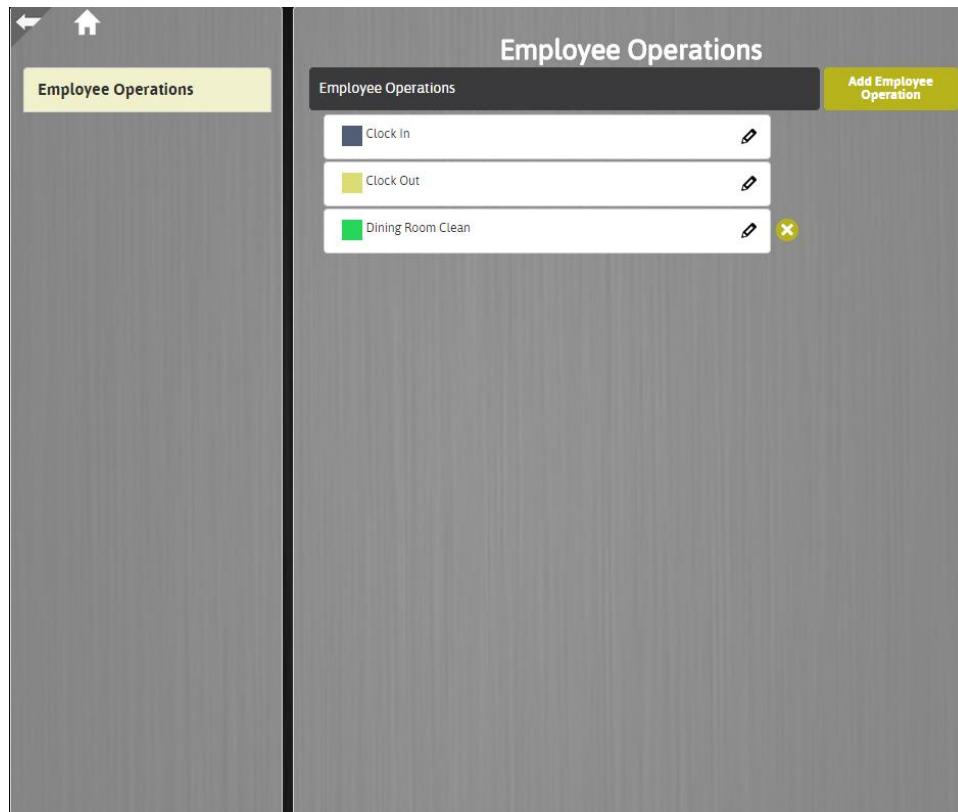 Employee Operations
Employee Operations
Employee Operations
Add Employee
Operation
Clock In
Clock Out
Dining Room Clean